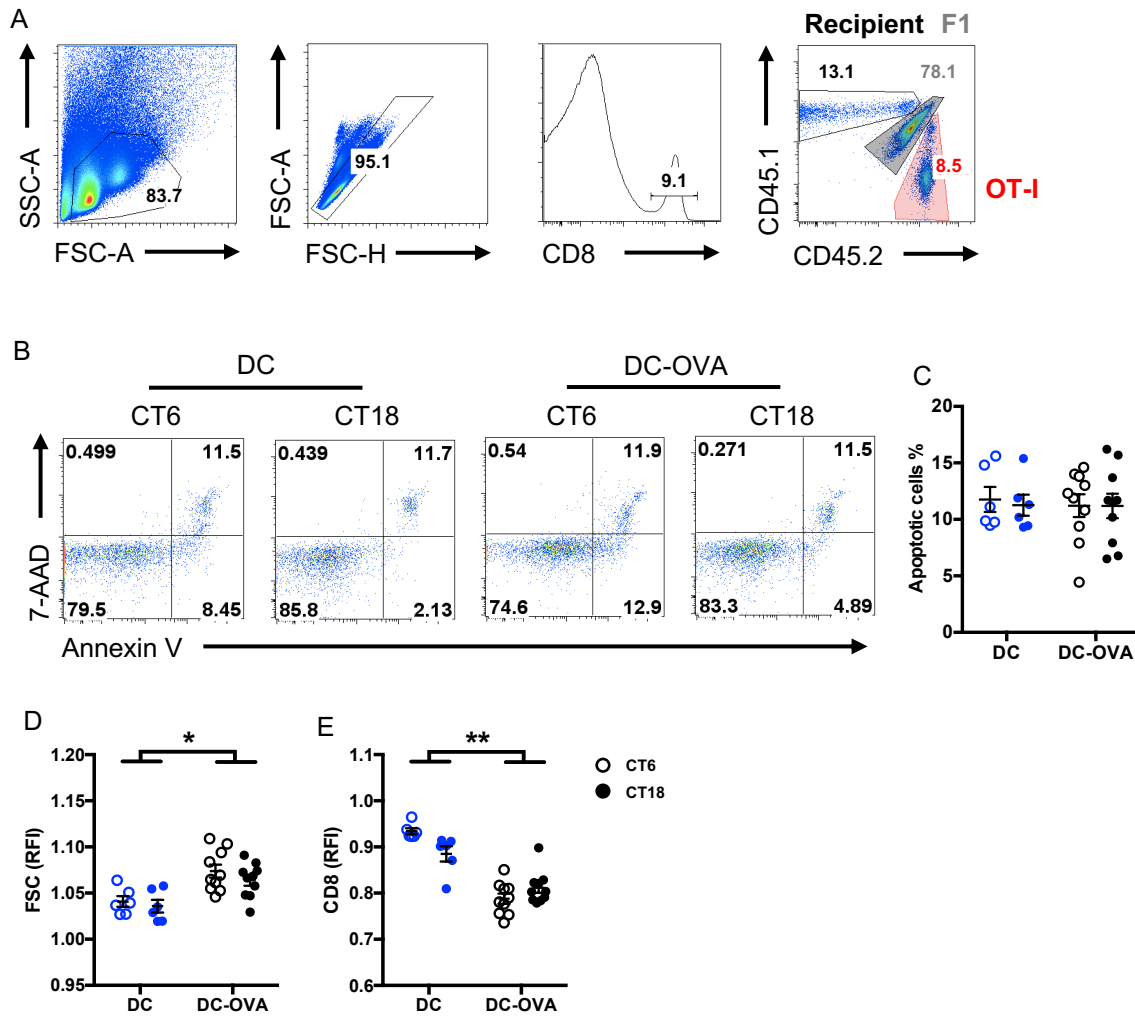 A
Recipient F1
SSC-A
83.7
FSC-A
FSC-A
95.1
FSC-H
9.1
CD8
CD45.1
13.1
78.1
8.5
OT-I
CD45.2
B
DC
DC-OVA
CT6
CT18
CT6
CT18
7-AAD
0.499 11.5
79.5 8.45
0.439 11.7
85.8 2.13
0.54 11.9
74.6 12.9
0.271 11.5
83.3 4.89
Annexin V
C
Apoptotic cells %
20
15
10
5
0
DC DC-OVA
D
FSC (RFI)
*
1.20
1.15
1.10
1.05
1.00
0.95
DC DC-OVA
E
CD8 (RFI)
**
1.1
1.0
0.9
0.8
0.7
0.6
DC DC-OVA
CT6
CT18